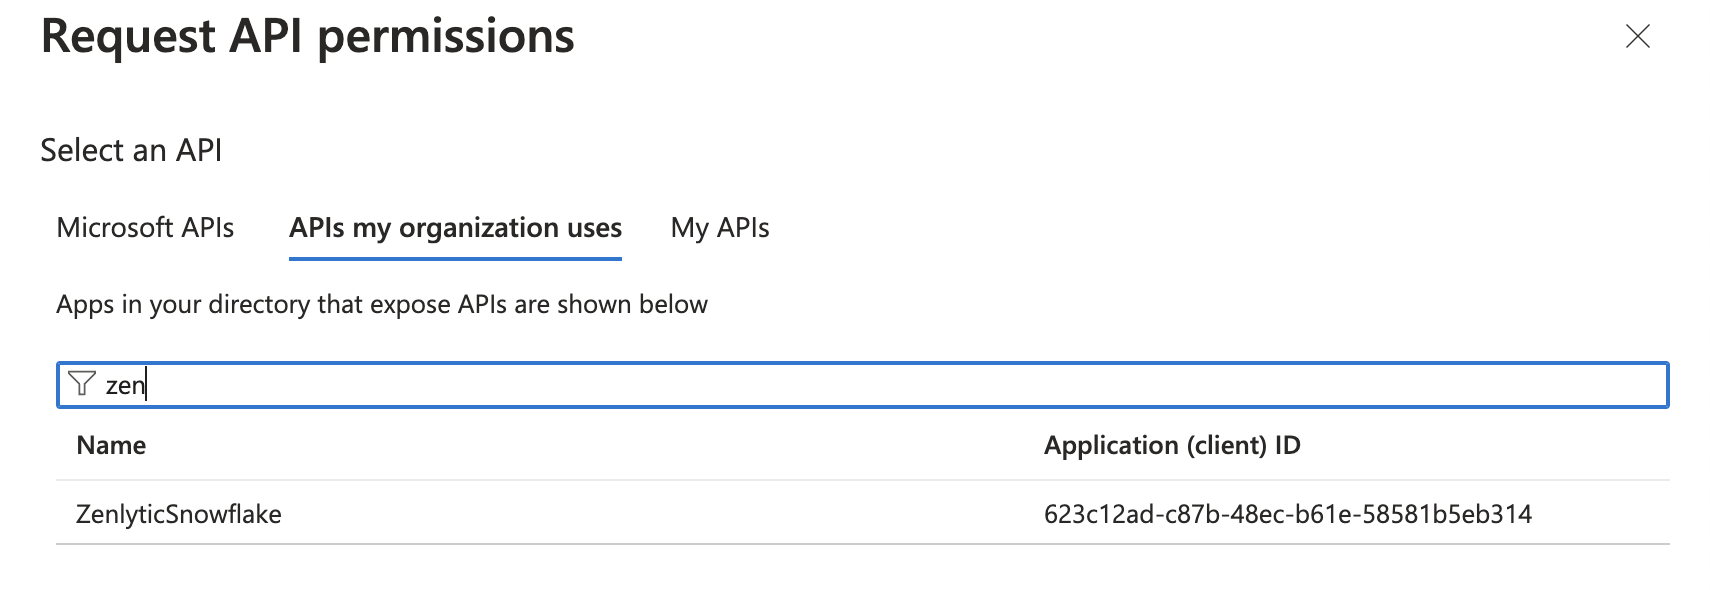 Request API permissions
Select an API
Microsoft APIs APIs my organization uses My APIs
Apps in your directory that expose APIs are shown below
zen
Name Application (client) ID
ZenlyticSnowflake 623c12ad-c87b-48ec-b61e-58581b5eb314